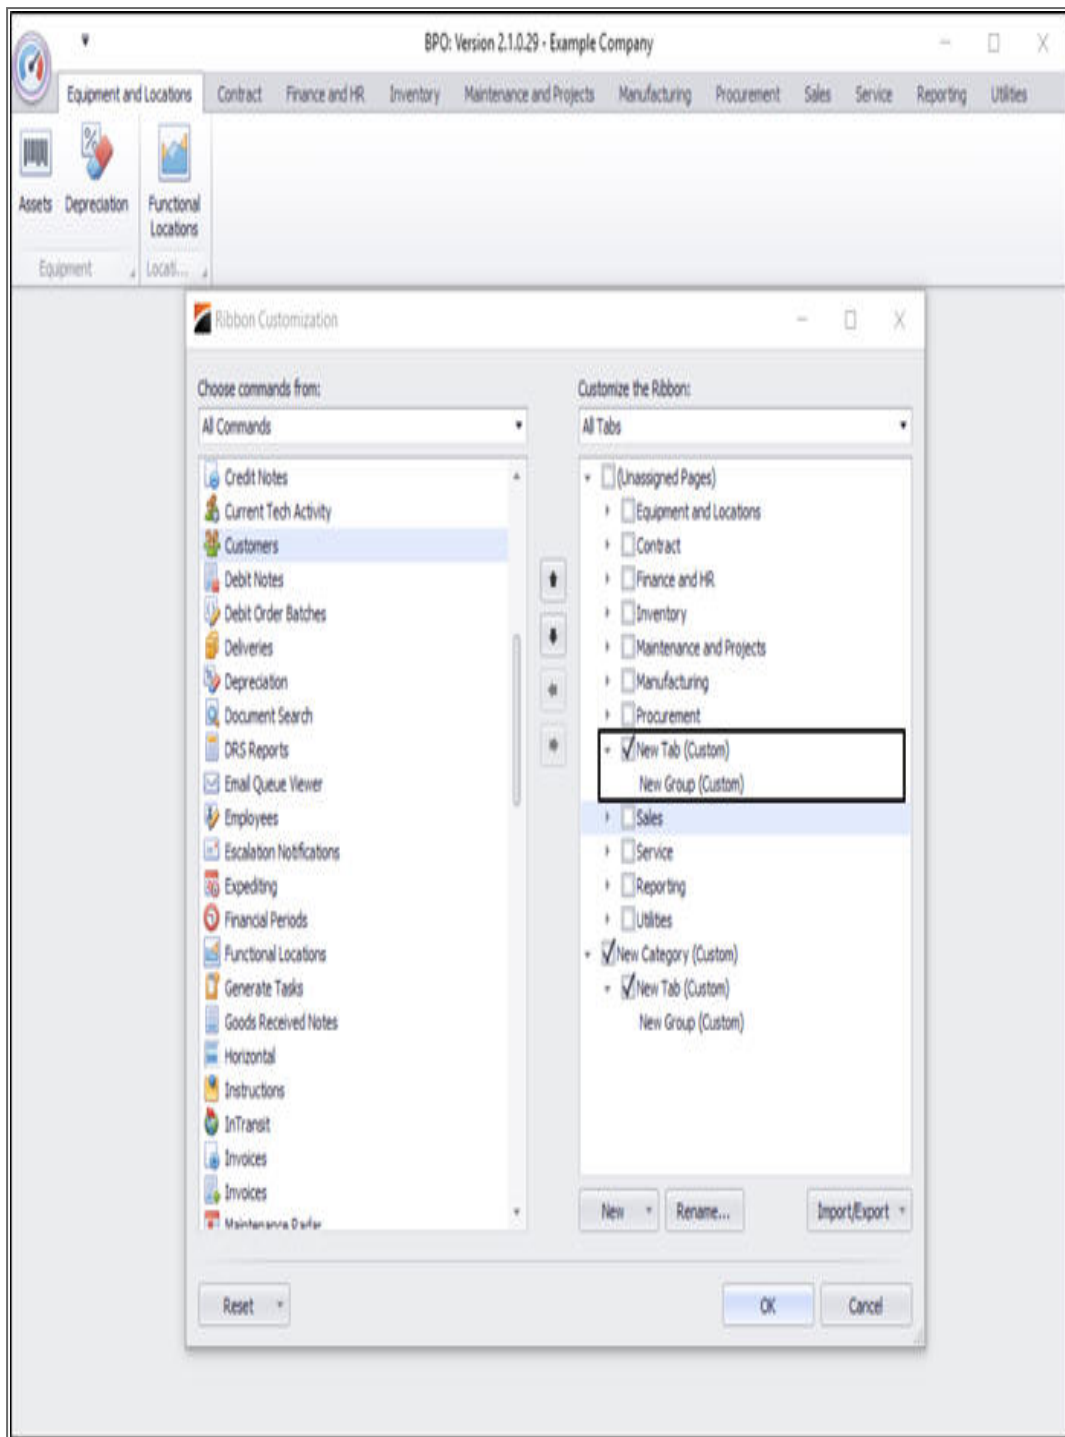 BPO: Version 2.1.0.29 - Example Company
Equipment and Locations Contract Finance and HR Inventory Maintenance and Projects Manufacturing Procurement Sales Service Reporting Utilities
Assets Depreciation Functional
Locations
Equipment Locati...
Ribbon Customization
Choose commands from:
All Commands
Credit Notes
Current Tech Activity
Customers
Debit Notes
Debit Order Batches
Deliveries
Depreciation
Document Search
DRS Reports
Email Queue Viewer
Employees
Escalation Notifications
Expediting
Financial Periods
Functional Locations
Generate Tasks
Goods Received Notes
Horizontal
Instructions
InTransit
Invoices
Invoices
Maintenance Radar
Customize the Ribbon:
All Tabs
(Unassigned Pages)
Equipment and Locations
Contract
Finance and HR
Inventory
Maintenance and Projects
Manufacturing
Procurement
New Tab (Custom)
New Group (Custom)
Sales
Service
Reporting
Utilities
New Category (Custom)
New Tab (Custom)
New Group (Custom)
New Rename... Import/Export
Reset OK Cancel